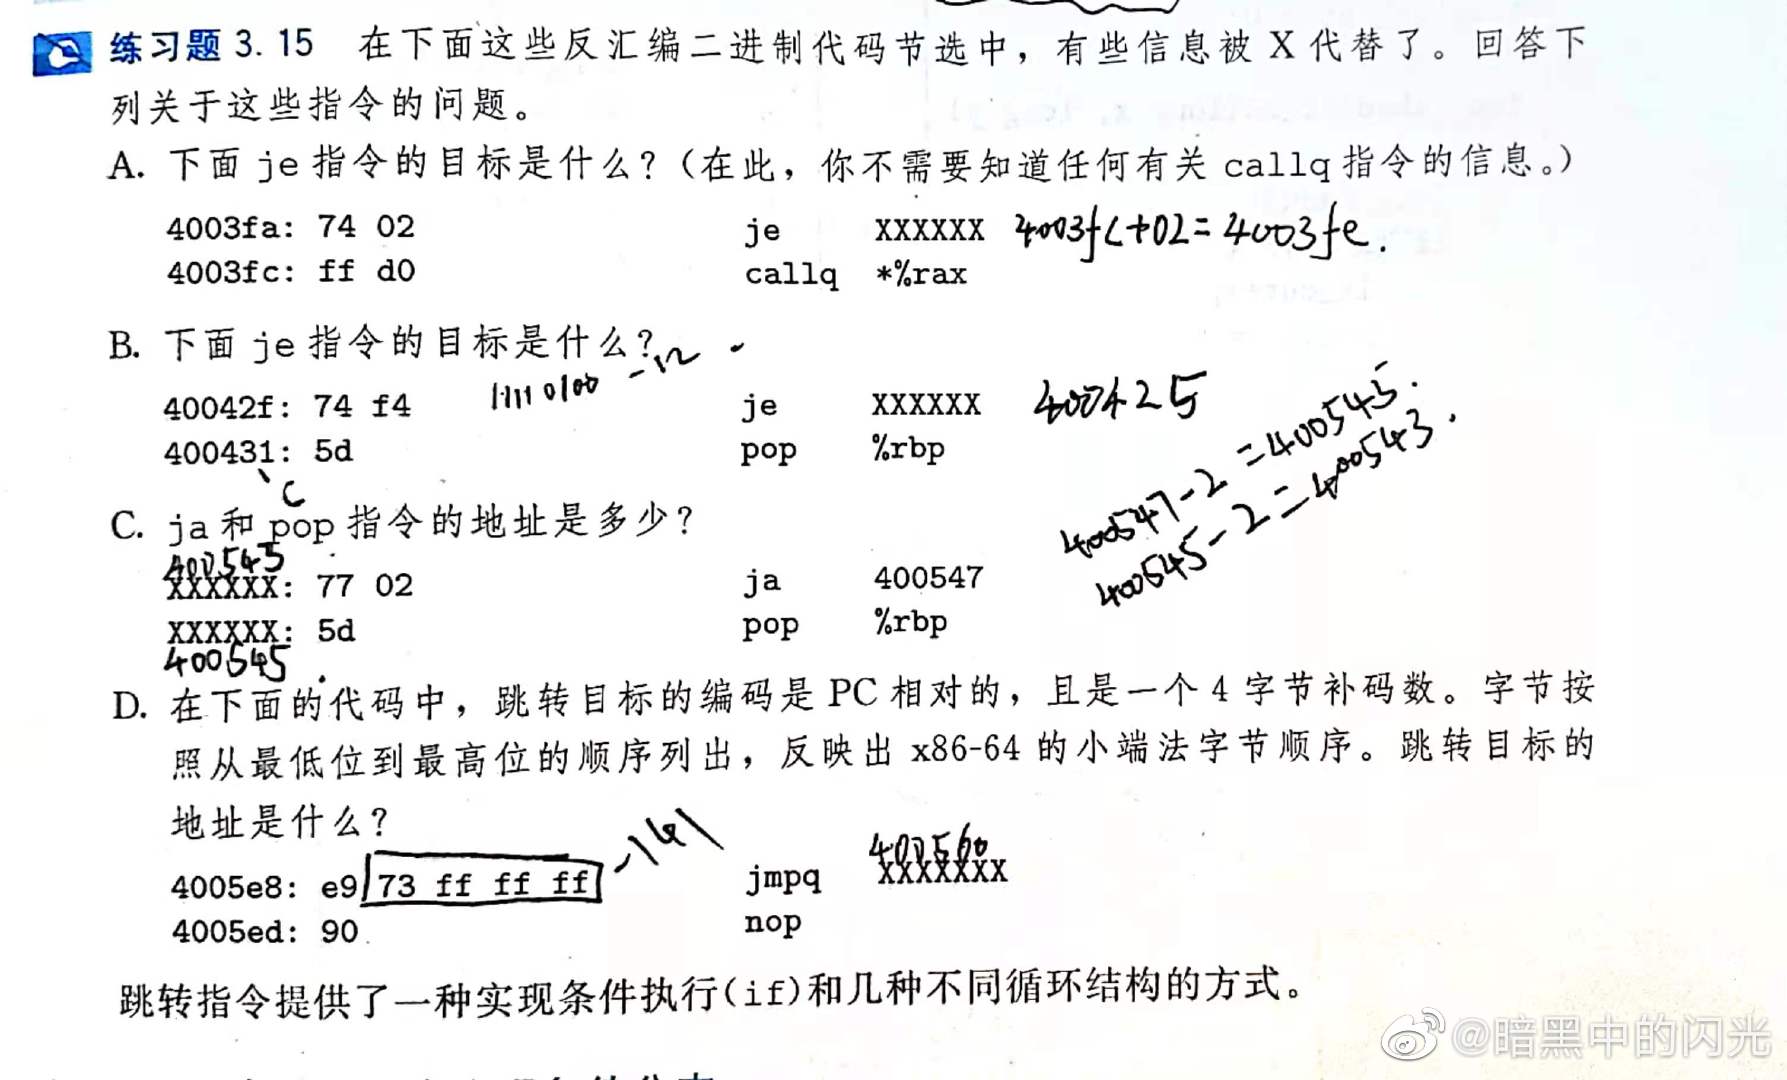 练习题 3.15 在下面这些反汇编二进制代码节选中，有些信息被 X 代替了。回答下
列关于这些指令的问题。
A. 下面 je 指令的目标是什么？（在此，你不需要知道任何有关 callq 指令的信息。）
4003fa: 74 02 je XXXXXX 4003fc+02=4003fe.
4003fc: ff d0 callq *%rax
B. 下面 je 指令的目标是什么？
11110100 -12
40042f: 74 f4 je XXXXXX 400425
400431: 5d pop %rbp
C
400547-2=400545.
400545-2=400543.
C. ja 和 pop 指令的地址是多少？
400543
XXXXXX: 77 02 ja 400547
XXXXXX: 5d pop %rbp
400545
D. 在下面的代码中，跳转目标的编码是 PC 相对的，且是一个 4 字节补码数。字节按
照从最低位到最高位的顺序列出，反映出 x86-64 的小端法字节顺序。跳转目标的
地址是什么？
-141
400560
4005e8: e9 73 ff ff ff jmpq XXXXXXX
4005ed: 90 nop
跳转指令提供了一种实现条件执行(if)和几种不同循环结构的方式。
@暗黑中的闪光